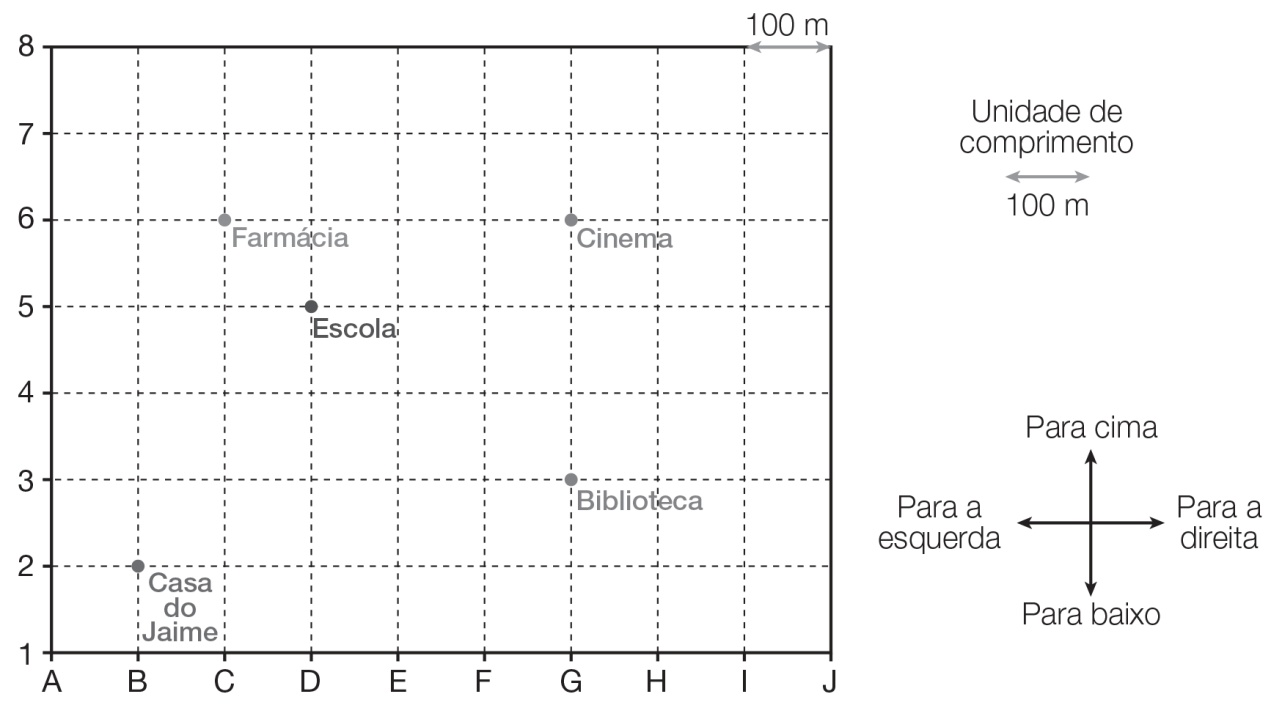 100 m
8
7
6
5
4
3
2
1
Farmácia
Cinema
Escola
Biblioteca
Casa
do
Jaime
A B C D E F G H I J
Unidade de
comprimento
100 m
Para cima
Para a
esquerda
Para a
direita
Para baixo